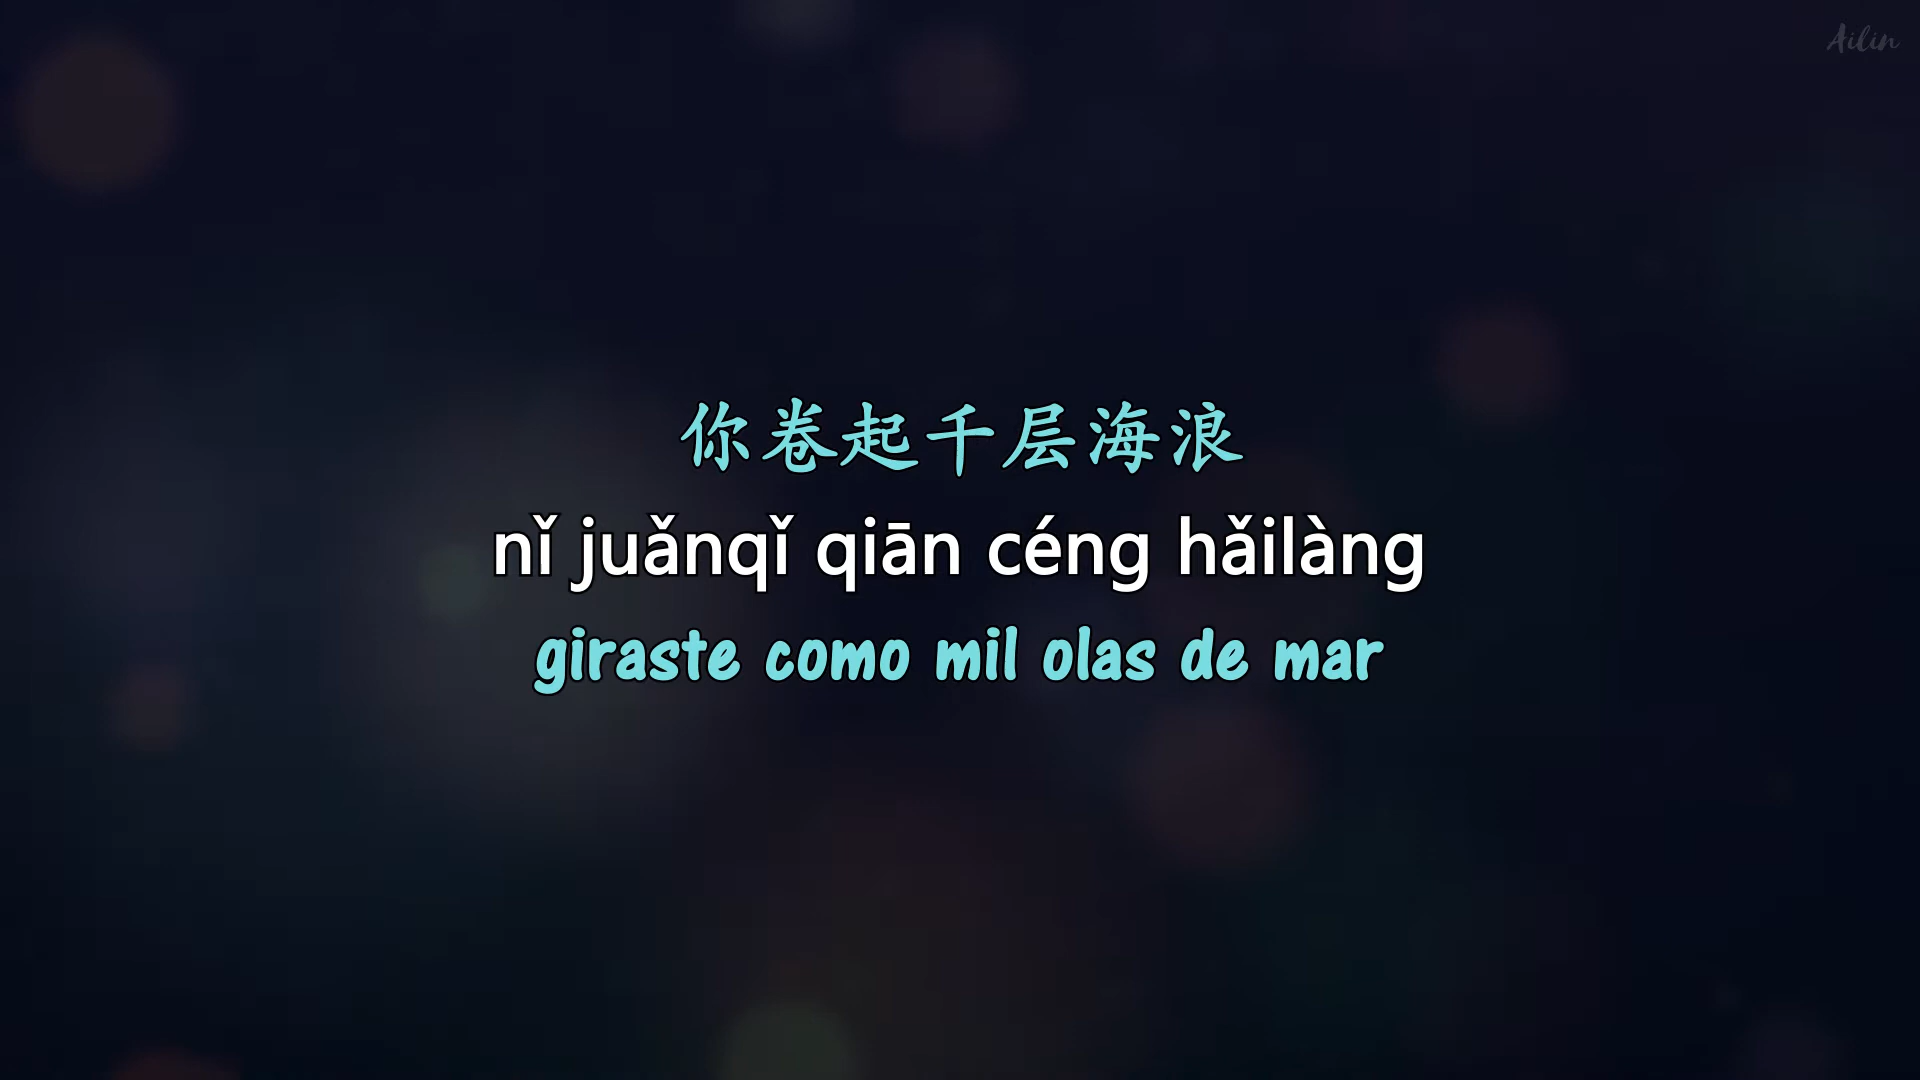 Ailin
你卷起千层海浪
nǐ juǎnqǐ qiān céng hǎilàng
giraste como mil olas de mar